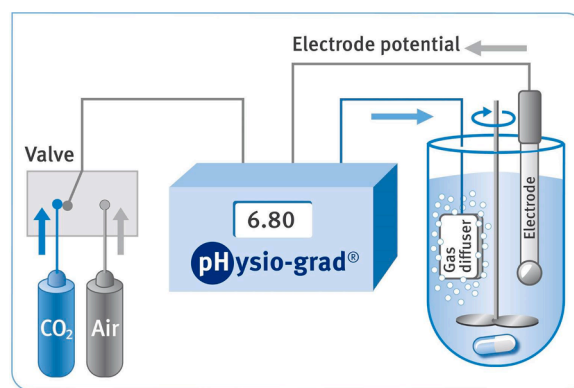 Electrode potential
Valve
6.80
pHysio-grad®
Electrode
Gas
diffuser
CO₂
Air